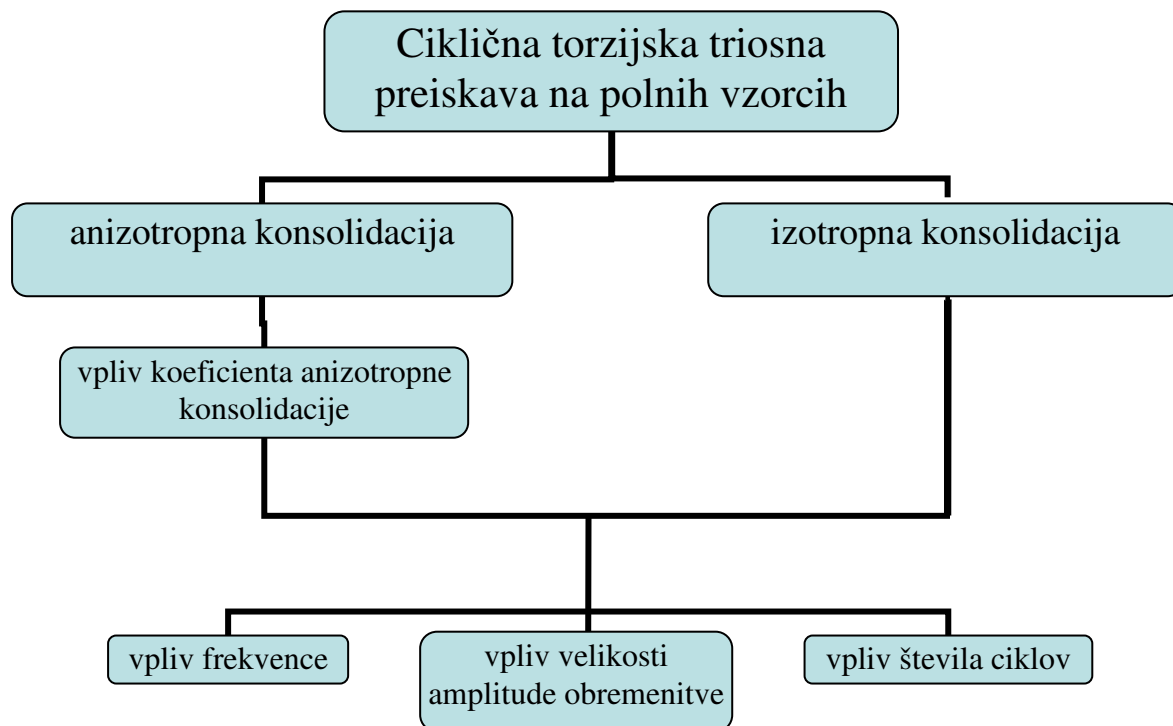 Ciklična torzijska triosna
preiskava na polnih vzorcih
anizotropna konsolidacija
izotropna konsolidacija
vpliv koeficienta anizotropne
konsolidacije
vpliv frekvence
vpliv velikosti
amplitude obremenitve
vpliv števila ciklov